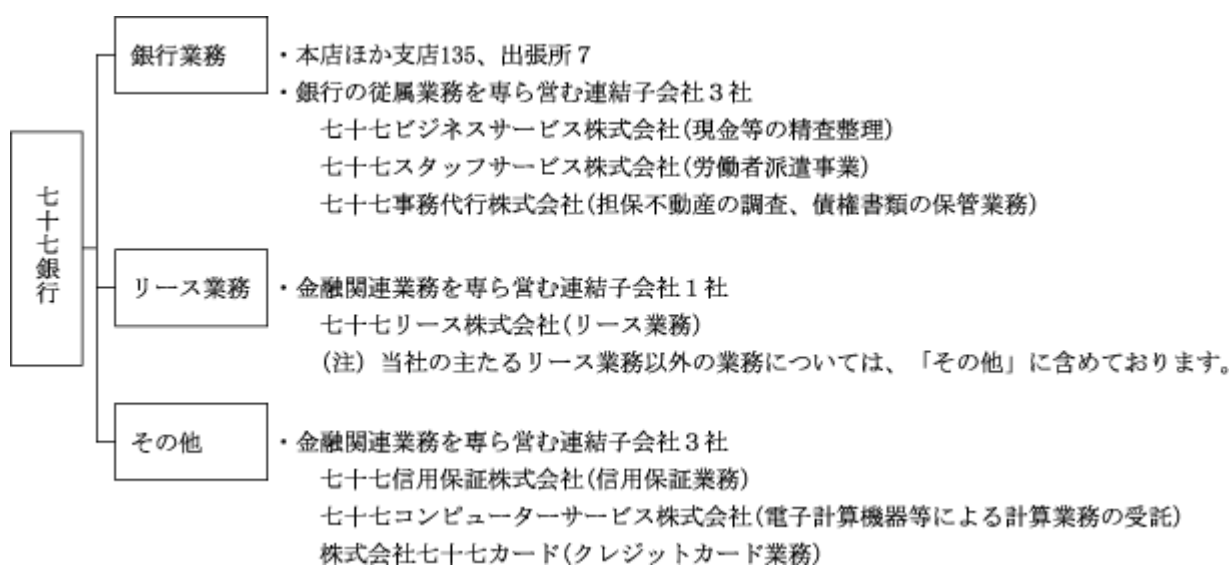 七十七銀行
銀行業務
・本店ほか支店135、出張所７
・銀行の従属業務を専ら営む連結子会社３社
七十七ビジネスサービス株式会社(現金等の精査整理)
七十七スタッフサービス株式会社(労働者派遣事業)
七十七事務代行株式会社(担保不動産の調査、債権書類の保管業務)
リース業務
・金融関連業務を専ら営む連結子会社１社
七十七リース株式会社(リース業務)
(注) 当社の主たるリース業務以外の業務については、「その他」に含めております。
その他
・金融関連業務を専ら営む連結子会社３社
七十七信用保証株式会社(信用保証業務)
七十七コンピューターサービス株式会社(電子計算機器等による計算業務の受託)
株式会社七十七カード(クレジットカード業務)